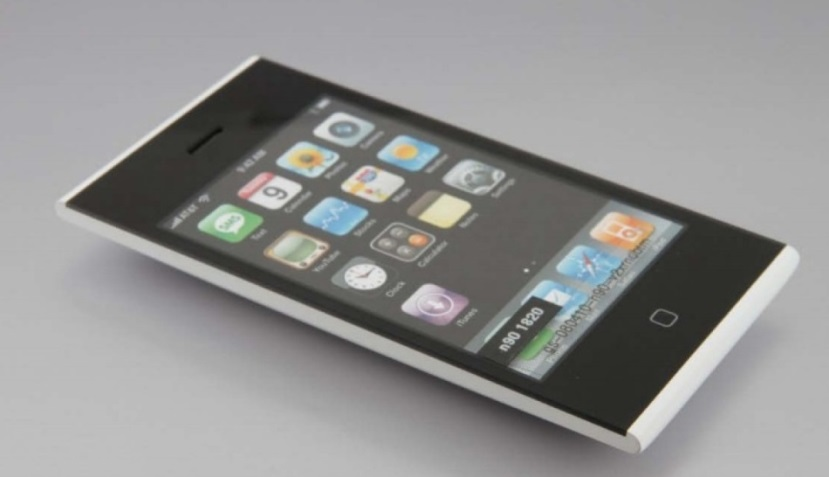 AT&T
9:42 AM
Text
Calendar
9
Photos
Camera
YouTube
Stocks
Maps
Weather
Clock
Calculator
Notes
Settings
iTunes
n90 1820